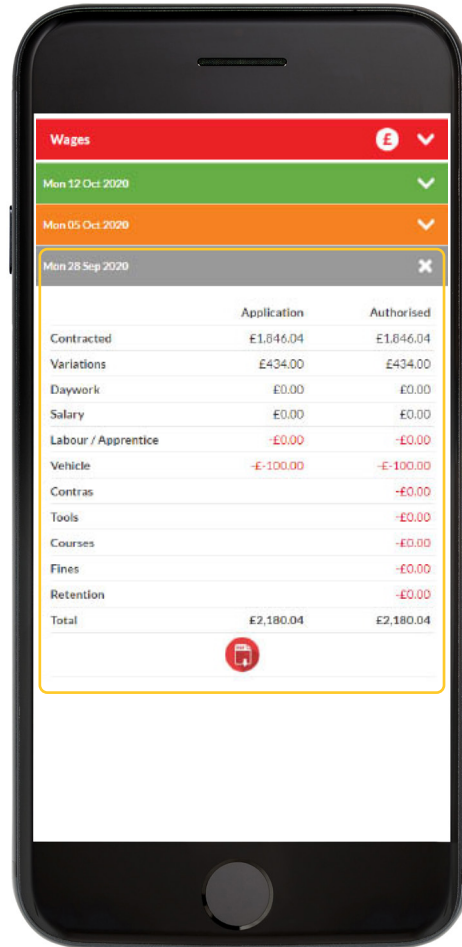 Wages £
Mon 12 Oct 2020
Mon 05 Oct 2020
Mon 28 Sep 2020
Application Authorised
Contracted £1,846.04 £1,846.04
Variations £434.00 £434.00
Daywork £0.00 £0.00
Salary £0.00 £0.00
Labour / Apprentice -£0.00 -£0.00
Vehicle -£-100.00 -£-100.00
Contras -£0.00
Tools -£0.00
Courses -£0.00
Fines -£0.00
Retention -£0.00
Total £2,180.04 £2,180.04